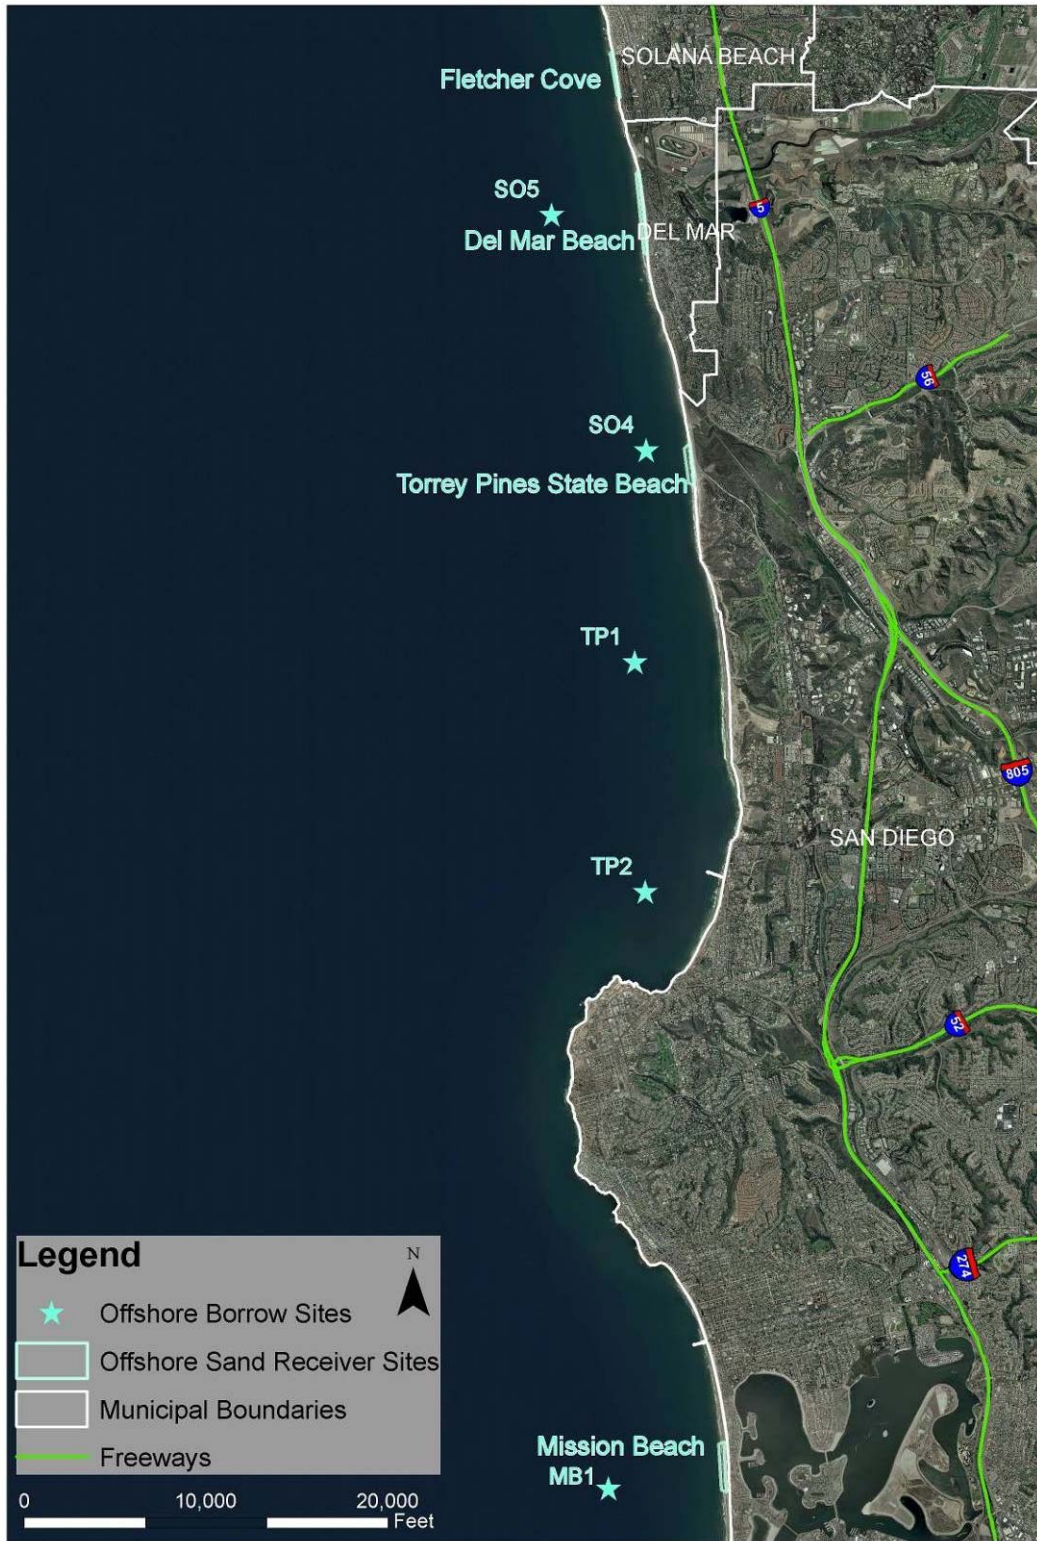 SOLANA BEACH
Fletcher Cove
SO5
5
Del Mar Beach
DEL MAR
56
SO4
Torrey Pines State Beach
TP1
805
SAN DIEGO
TP2
52
Legend
N
274
Offshore Borrow Sites
Offshore Sand Receiver Sites
Municipal Boundaries
Freeways
Mission Beach
MB1
0 10,000 20,000
Feet